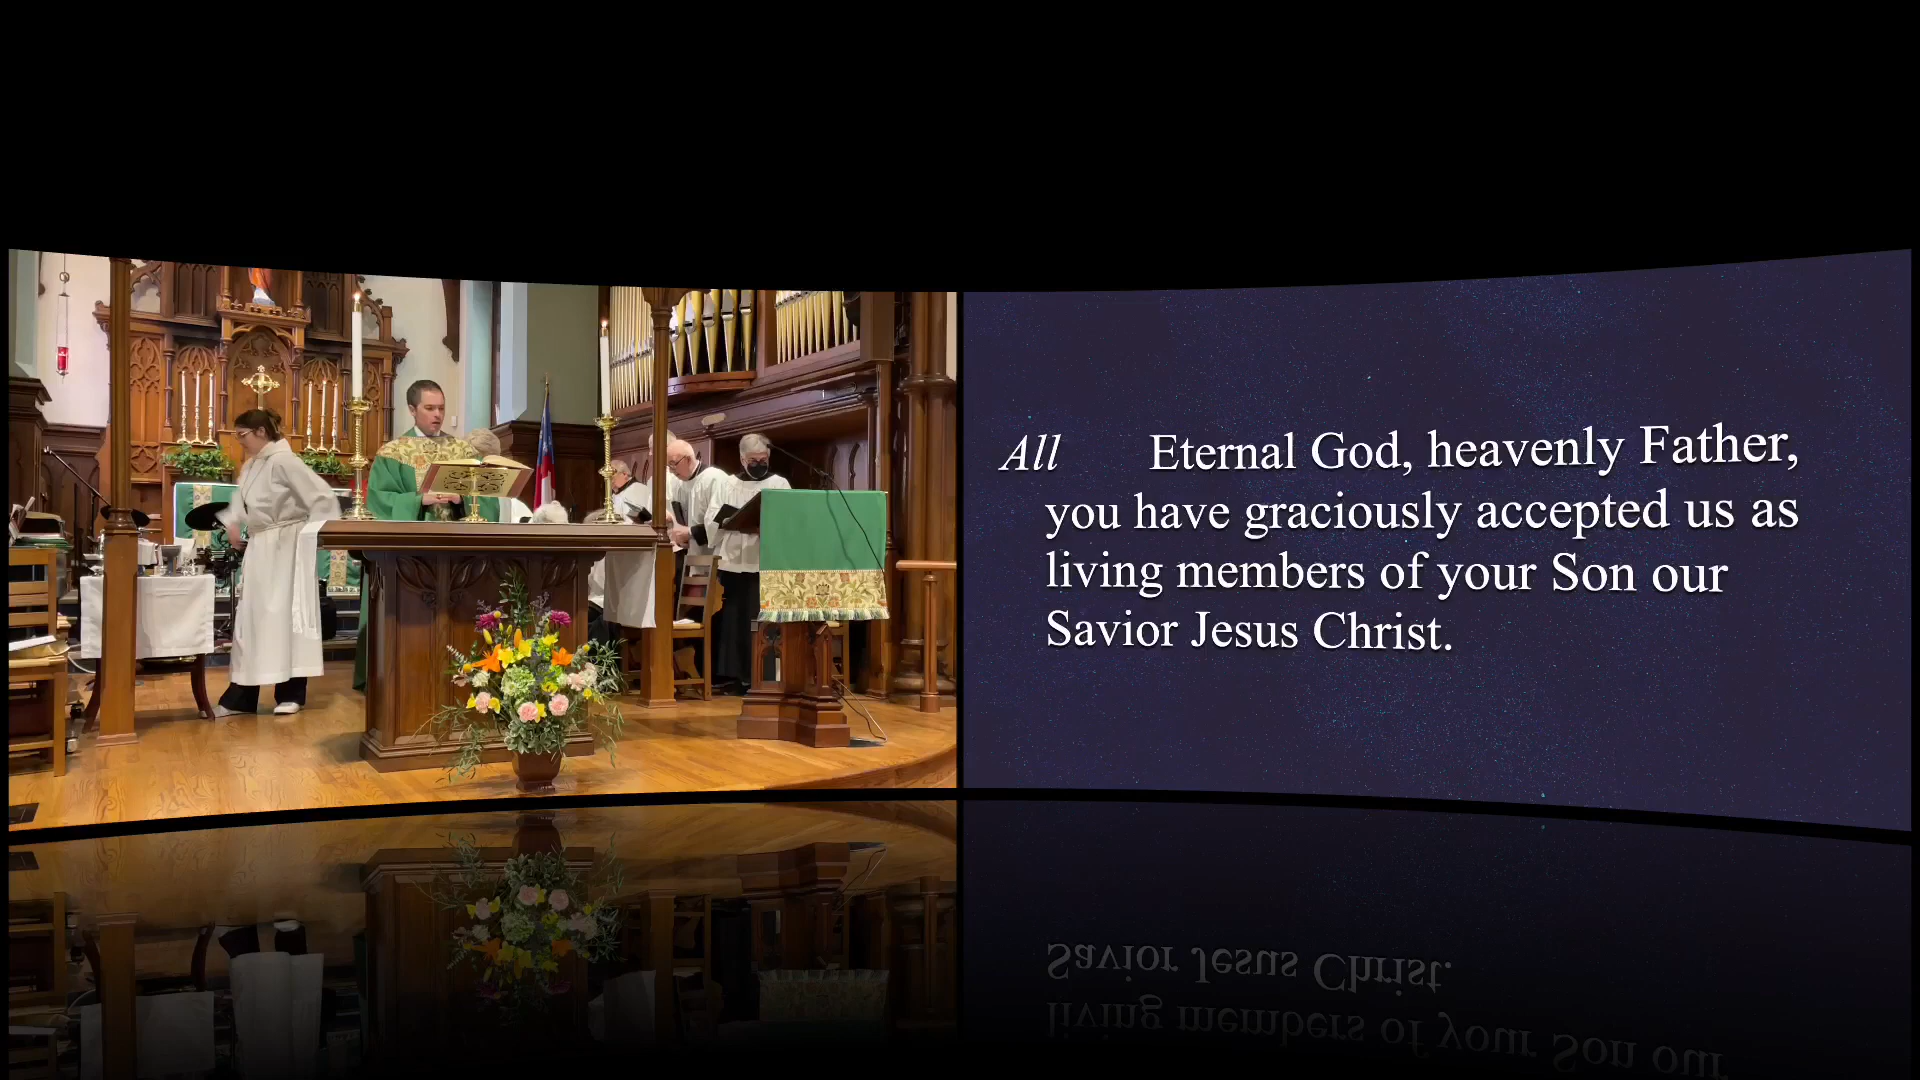 All Eternal God, heavenly Father,
you have graciously accepted us as
living members of your Son our
Savior Jesus Christ.